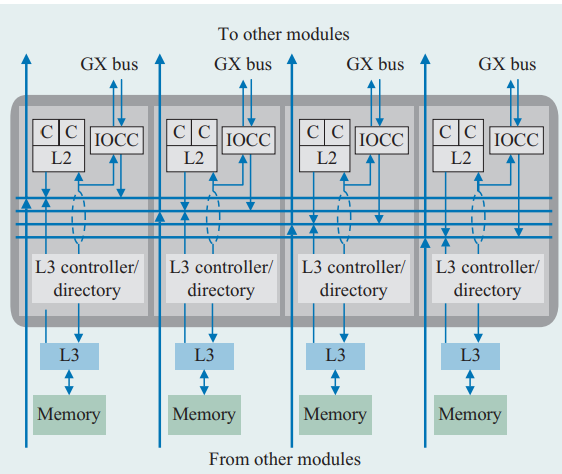 To other modules
GX bus GX bus GX bus GX bus
C C IOCC C C IOCC C C IOCC C C IOCC
L2 L2 L2 L2
L3 controller/ L3 controller/ L3 controller/ L3 controller/
directory directory directory directory
L3 L3 L3 L3
Memory Memory Memory Memory
From other modules